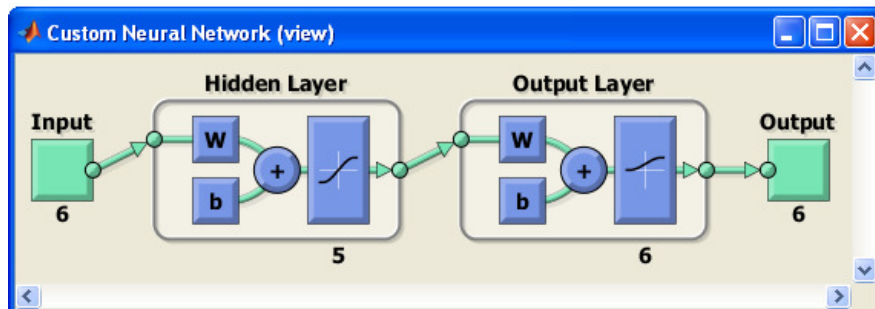 Custom Neural Network (view)
Hidden Layer
Output Layer
Input
Output
W
W
+
+
b
b
6
6
5
6